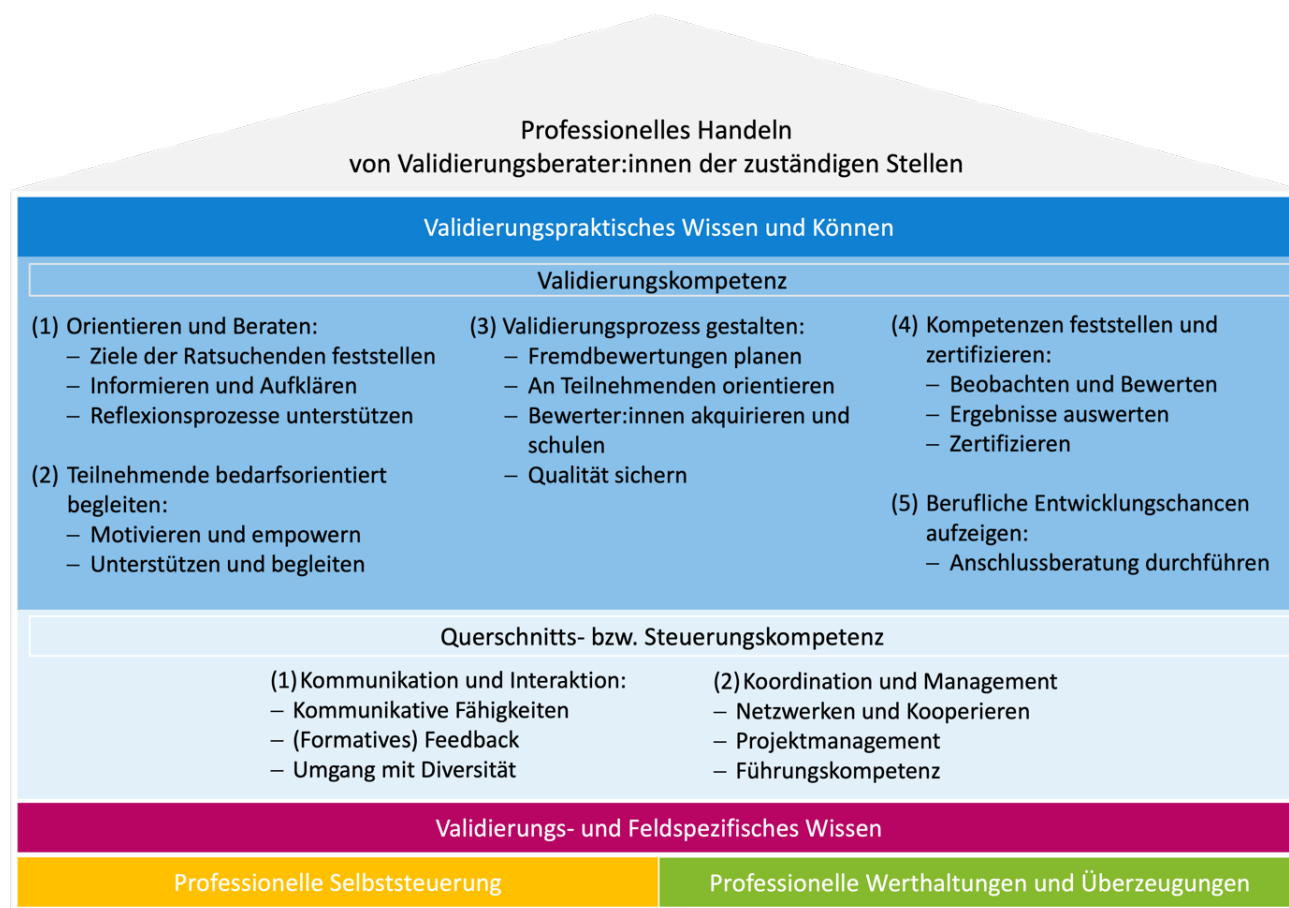 Professionelles Handeln
von Validierungsberater:innen der zuständigen Stellen
Validierungspraktisches Wissen und Können
Validierungskompetenz
(1) Orientieren und Beraten:
– Ziele der Ratsuchenden feststellen
– Informieren und Aufklären
– Reflexionsprozesse unterstützen
(2) Teilnehmende bedarfsorientiert
begleiten:
– Motivieren und empowern
– Unterstützen und begleiten
(3) Validierungsprozess gestalten:
– Fremdbewertungen planen
– An Teilnehmenden orientieren
– Bewerter:innen akquirieren und
schulen
– Qualität sichern
(4) Kompetenzen feststellen und
zertifizieren:
– Beobachten und Bewerten
– Ergebnisse auswerten
– Zertifizieren
(5) Berufliche Entwicklungschancen
aufzeigen:
– Anschlussberatung durchführen
Querschnitts- bzw. Steuerungskompetenz
(1) Kommunikation und Interaktion:
– Kommunikative Fähigkeiten
– (Formatives) Feedback
– Umgang mit Diversität
(2) Koordination und Management
– Netzwerken und Kooperieren
– Projektmanagement
– Führungskompetenz
Validierungs- und Feldspezifisches Wissen
Professionelle Selbststeuerung
Professionelle Werthaltungen und Überzeugungen